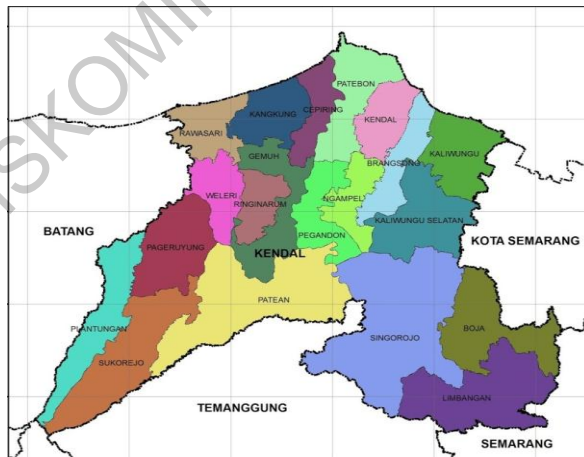 ISKOMIN
PATEBON
KANGKUNG
CEPIRING
KENDAL
RAWASARI
GEMUH
BRANGSONG
KALIWUNGU
WELERI
RINGINARUM
NGAMPEL
KALIWUNGU SELATAN
BATANG
PAGERUYUNG
PEGANDON
KOTA SEMARANG
KENDAL
PATEAN
PLANTUNGAN
SINGOROJO
BOJA
SUKOREJO
LIMBANGAN
TEMANGGUNG
SEMARANG